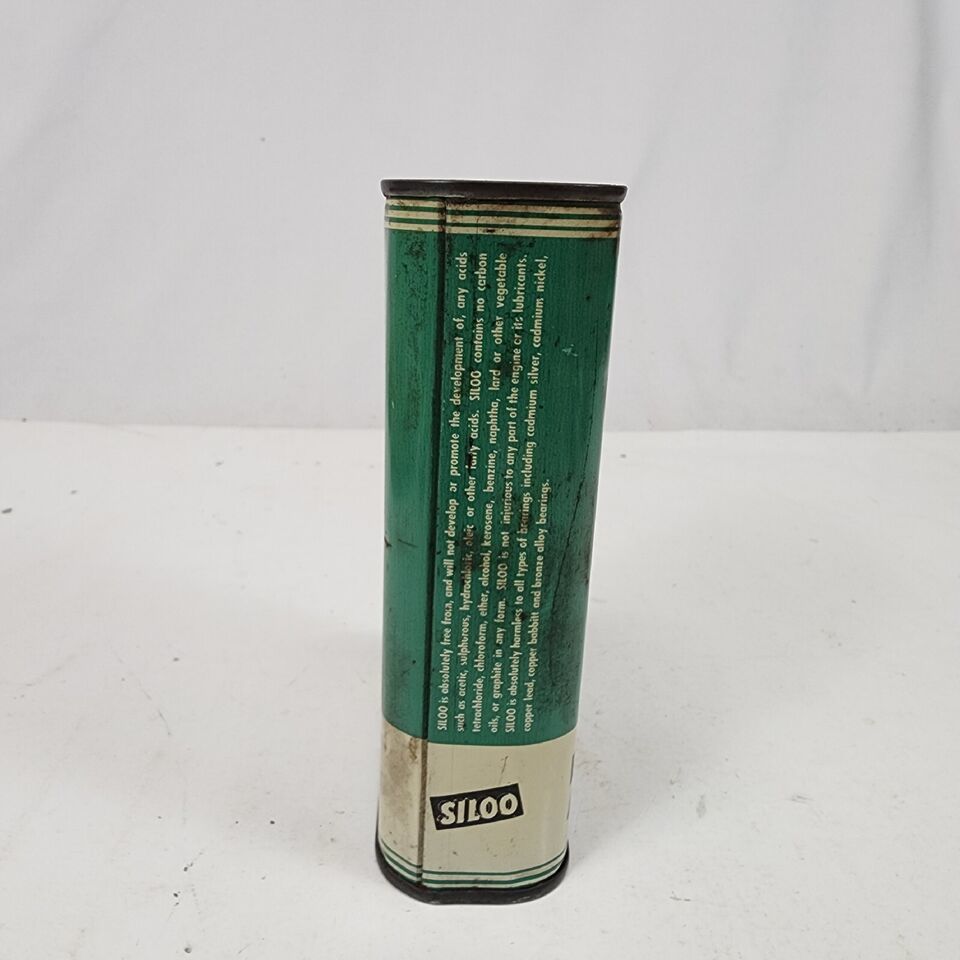 SILOO is absolutely free from, and will not develop or promote the development of, any acids
such as acetic, sulphurous, hydrochloric, oleic or other fatty acids. SILOO contains no carbon
tetrachloride, chloroform, ether, alcohol, kerosene, benzine, naphtha, lard or other vegetable
oils, or graphite in any form. SILOO is not injurious to any part of the engine or its lubricants.
SILOO is absolutely harmless to all types of bearings including cadmium silver, cadmium nickel,
copper lead, copper babbitt and bronze alloy bearings.
SILOO